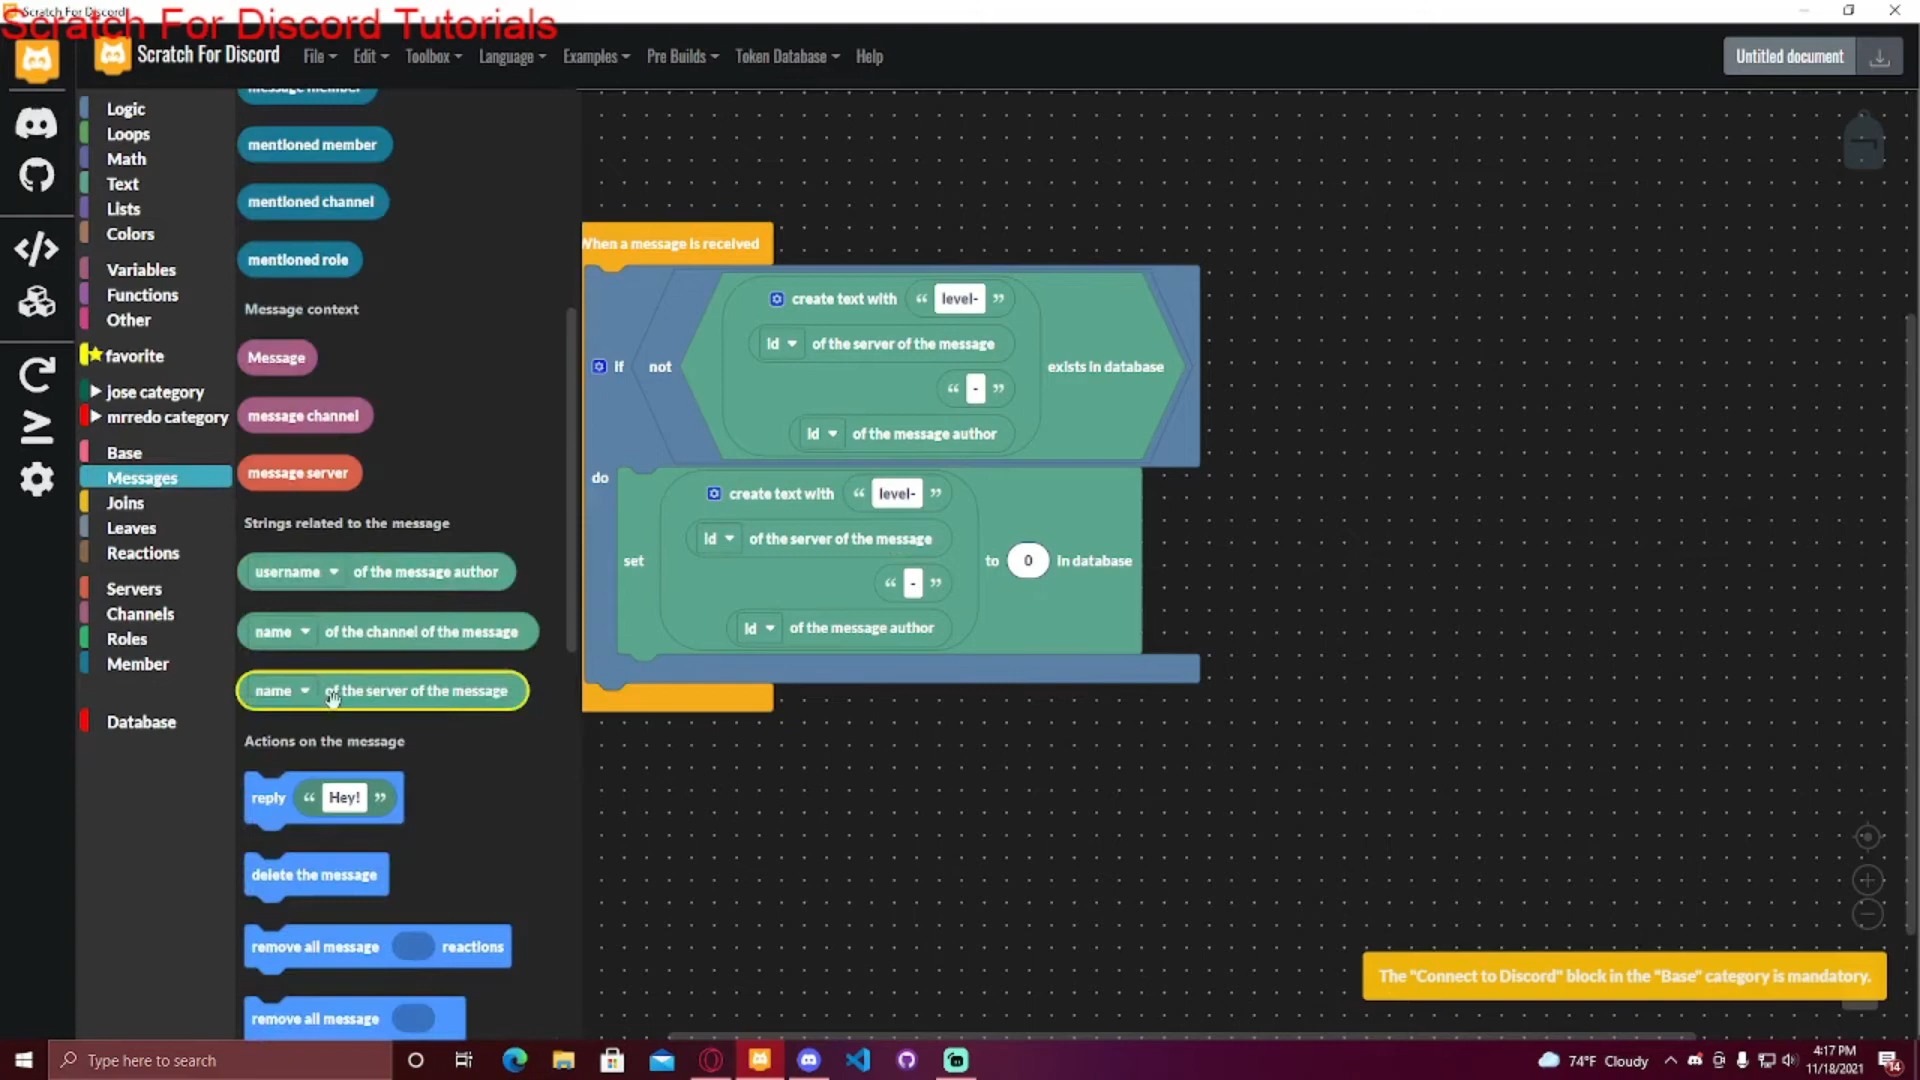 Scratch For Discord
Scratch For Discord Tutorials
Scratch For Discord File Edit Toolbox Language Examples Pre Builds Token Database Help Untitled document
Logic
Loops
Math
Text
Lists
Colors
Variables
Functions
Other
favorite
jose category
mrredo category
Base
Messages
Joins
Leaves
Reactions
Servers
Channels
Roles
Member
Database
message member
mentioned member
mentioned channel
mentioned role
Message context
Message
message channel
message server
Strings related to the message
username of the message author
name of the channel of the message
name of the server of the message
Actions on the message
reply “ Hey! ”
delete the message
remove all message reactions
remove all message
When a message is received
create text with “ level- ”
id of the server of the message
“ - ”
id of the message author
if not exists in database
do
create text with “ level- ”
id of the server of the message
“ - ”
id of the message author
set to 0 in database
The "Connect to Discord" block in the "Base" category is mandatory.
Type here to search
74°F Cloudy
4:17 PM
11/18/2021
14